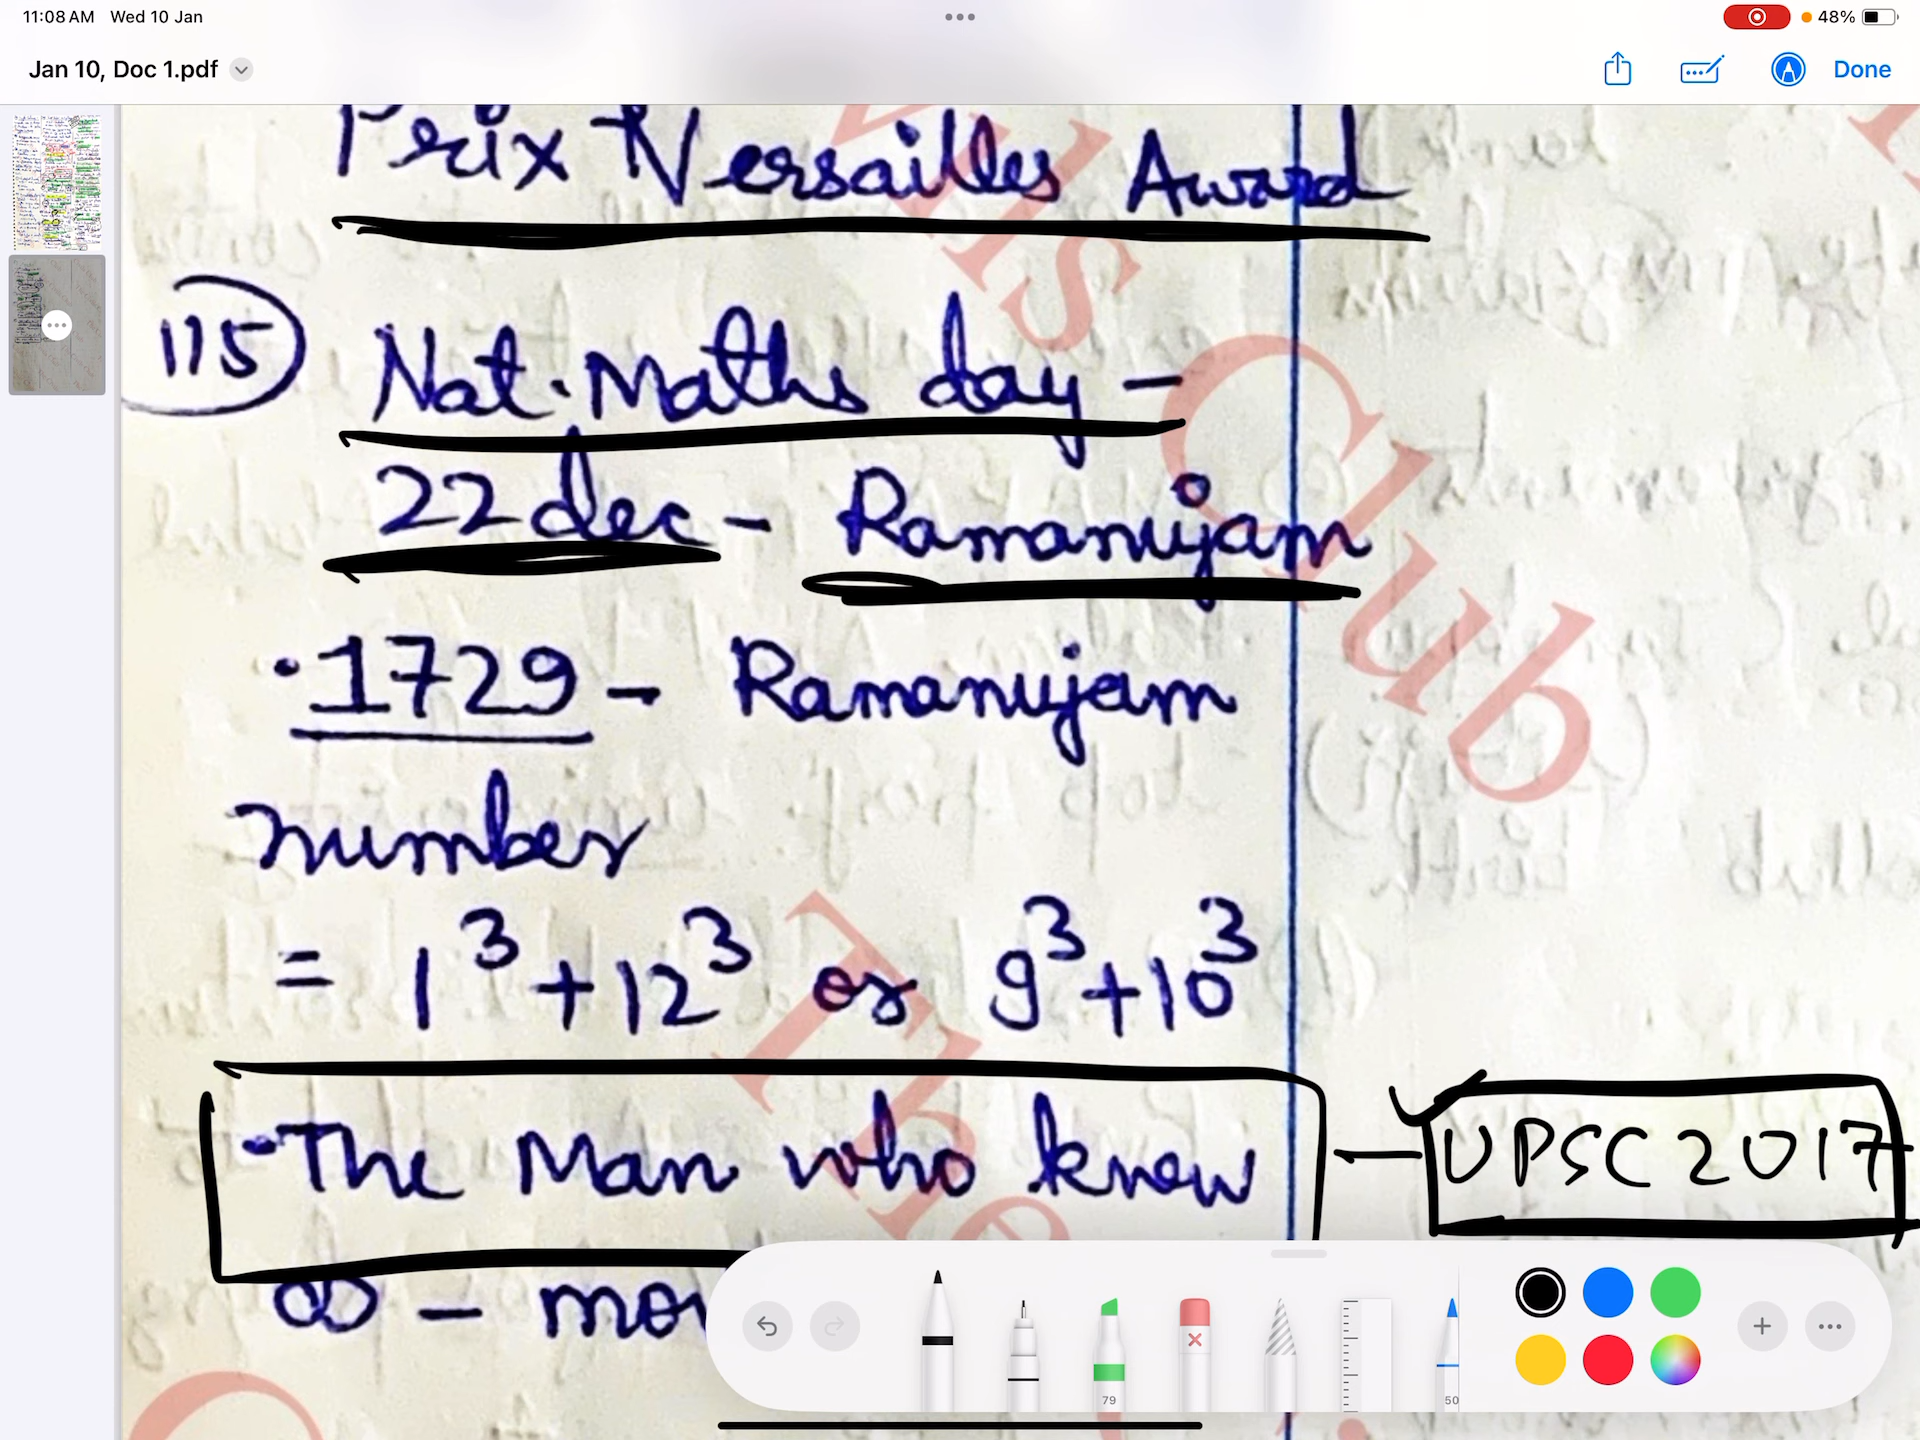 11:08 AM Wed 10 Jan
48%
Jan 10, Doc 1.pdf
Done
Prix Versailles Award
115 Nat. Maths day -
22 dec - Ramanujam
• 1729 - Ramanujam
number
= 1³ + 12³ or 9³ + 10³
• The Man who knew - UPSC 2017
∞ -
79
50
The
Club